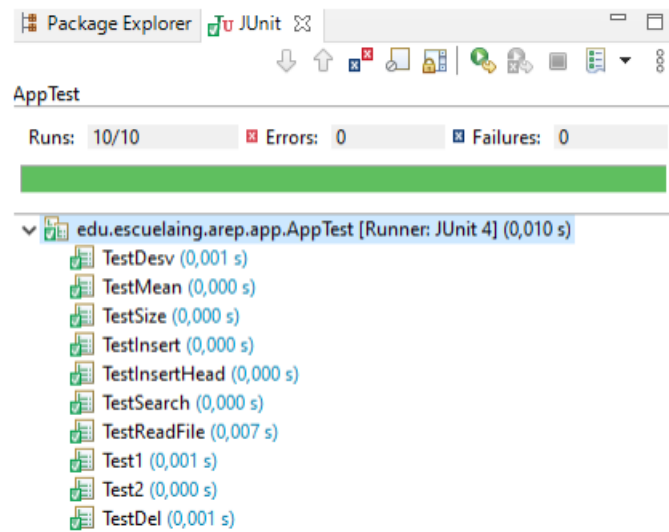 Package Explorer JUnit
AppTest
Runs: 10/10 Errors: 0 Failures: 0
edu.escuelaing.arep.app.AppTest [Runner: JUnit 4] (0,010 s)
TestDesv (0,001 s)
TestMean (0,000 s)
TestSize (0,000 s)
TestInsert (0,000 s)
TestInsertHead (0,000 s)
TestSearch (0,000 s)
TestReadFile (0,007 s)
Test1 (0,001 s)
Test2 (0,000 s)
TestDel (0,001 s)